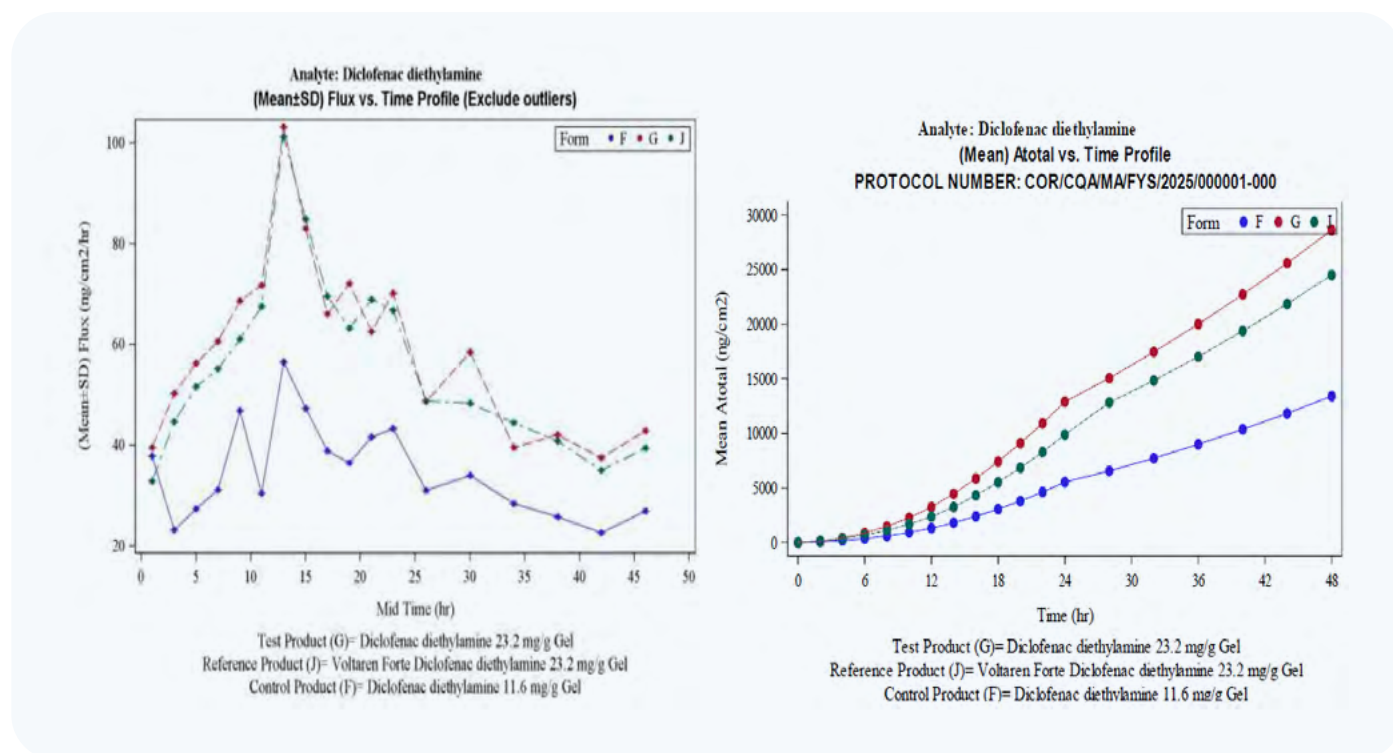 Analyte: Diclofenac diethylamine
(Mean±SD) Flux vs. Time Profile (Exclude outliers)
Form F G J
(Mean±SD) Flux (ng/cm2/hr)
100
80
60
40
20
0 5 10 15 20 25 30 35 40 45 50
Mid Time (hr)
Test Product (G)= Diclofenac diethylamine 23.2 mg/g Gel
Reference Product (J)= Voltaren Forte Diclofenac diethylamine 23.2 mg/g Gel
Control Product (F)= Diclofenac diethylamine 11.6 mg/g Gel
Analyte: Diclofenac diethylamine
(Mean) Atotal vs. Time Profile
PROTOCOL NUMBER: COR/CQA/MA/FYS/2025/000001-000
Form F G J
Mean Atotal (ng/cm2)
30000
25000
20000
15000
10000
5000
0
0 6 12 18 24 30 36 42 48
Time (hr)
Test Product (G)= Diclofenac diethylamine 23.2 mg/g Gel
Reference Product (J)= Voltaren Forte Diclofenac diethylamine 23.2 mg/g Gel
Control Product (F)= Diclofenac diethylamine 11.6 mg/g Gel